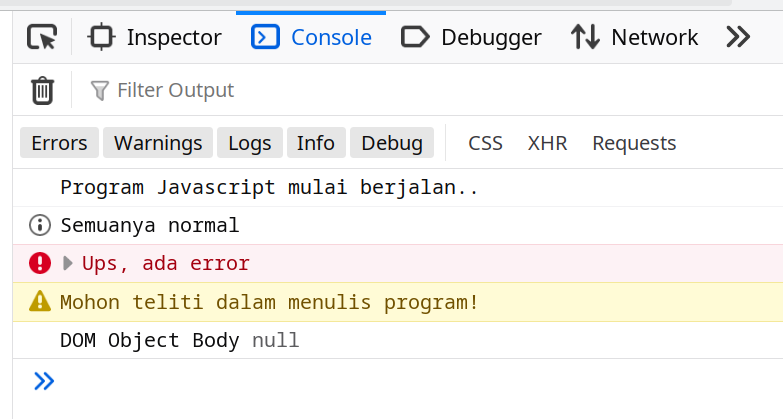 Inspector Console Debugger Network
Filter Output
Errors Warnings Logs Info Debug CSS XHR Requests
Program Javascript mulai berjalan..
Semuanya normal
Ups, ada error
Mohon teliti dalam menulis program!
DOM Object Body null